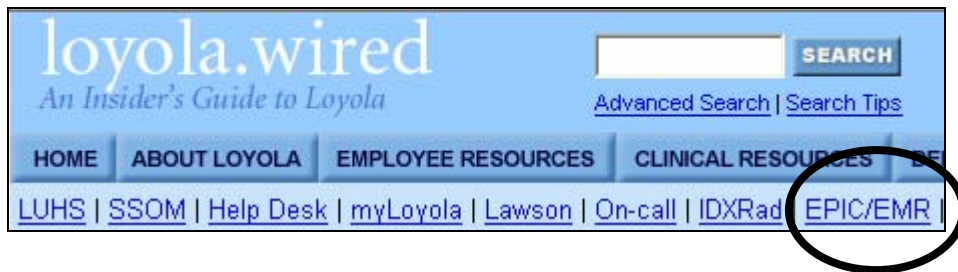 loyola.wired
An Insider's Guide to Loyola
SEARCH
Advanced Search | Search Tips
HOME ABOUT LOYOLA EMPLOYEE RESOURCES CLINICAL RESOURCES
LUHS | SSOM | Help Desk | myLoyola | Lawson | On-call | IDXRad | EPIC/EMR |